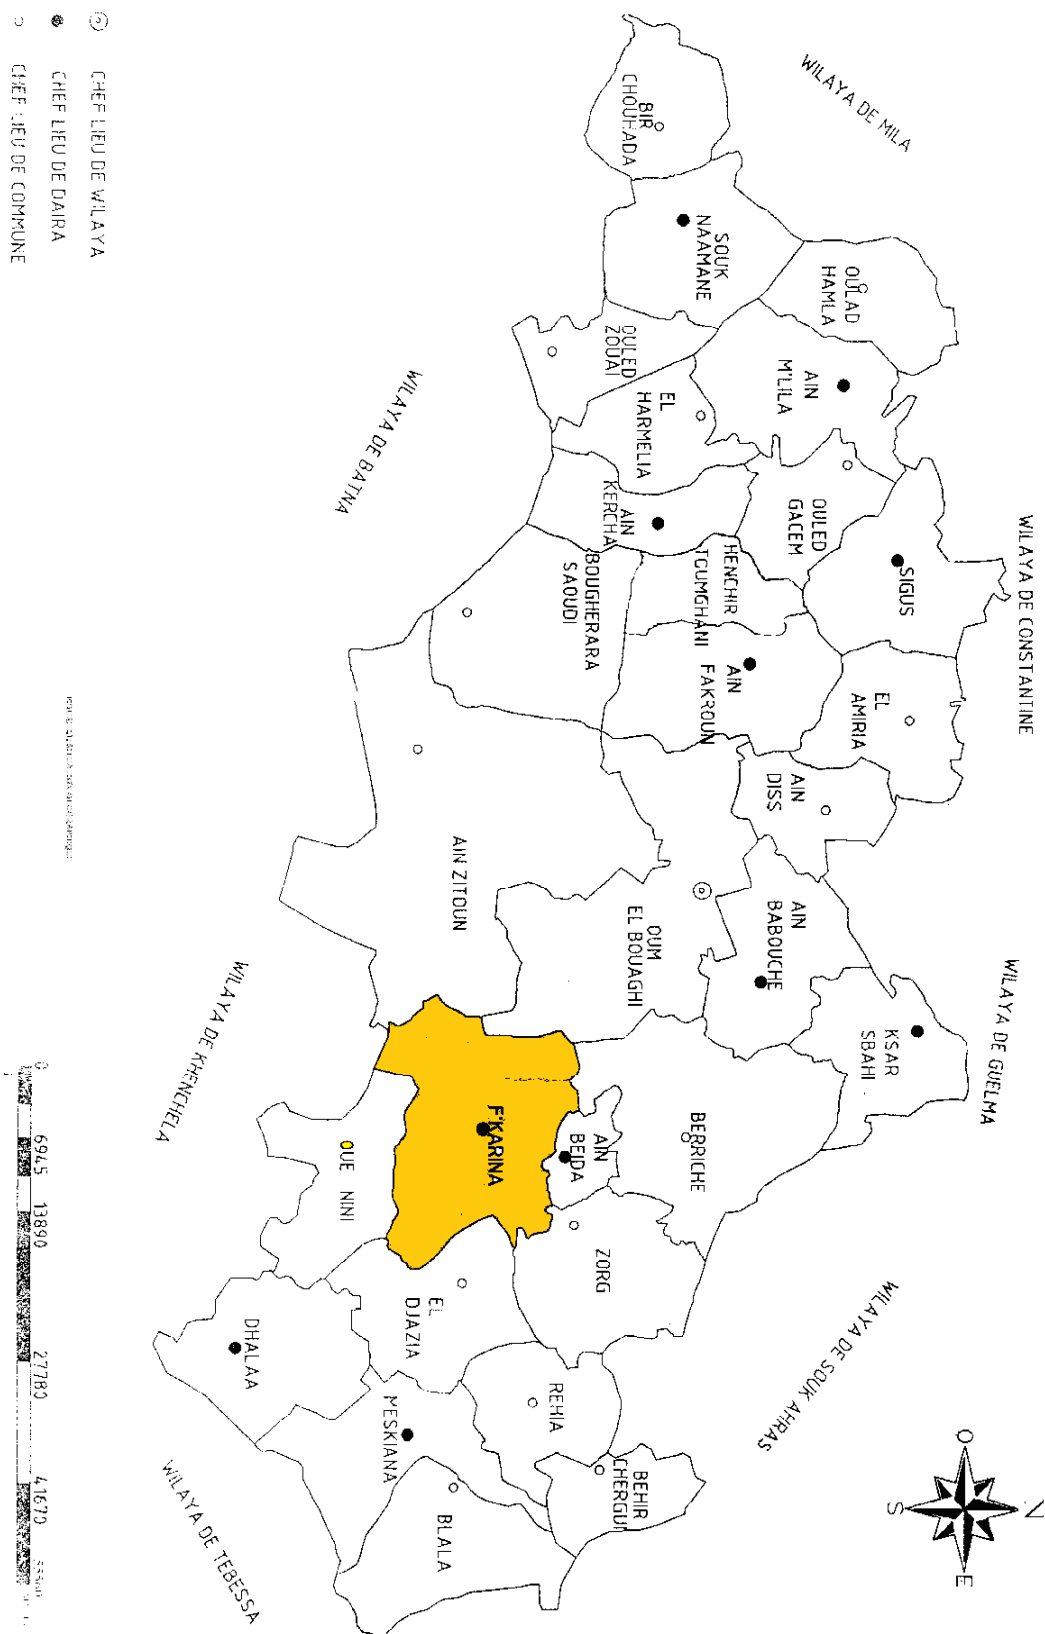 WILAYA DE MILA
WILAYA DE CONSTANTINE
WILAYA DE GUELMA
WILAYA DE SOUK AHRAS
WILAYA DE TEBESSA
WILAYA DE KHENCHELA
WILAYA DE BATNA
BIR
CHOUHADA
SOUK
NAAMANE
OULAD
HAMLA
AIN
M'LILA
OULED
ZOUAI
EL
HARMELIA
OULED
GACEM
AIN
KERCHA
HENCHIR
TOUMGHANI
SIGUS
BOUGHERARA
SAOUDI
AIN
FAKROUN
EL
AMIRIA
AIN
DISS
AIN ZITOUN
OUM
EL BOUAGHI
AIN
BABOUCHE
KSAR
SBAHI
F'KARINA
AIN
BEIDA
BERRICHE
OUE NINI
ZORG
EL
DJAZIA
DHALAA
REHIA
MESKIANA
BEHIR
CHERGUI
BLALA
N
O
E
S
CHEF LIEU DE WILAYA
CHEF LIEU DE DAIRA
CHEF LIEU DE COMMUNE
0 6945 13890 27780 41670